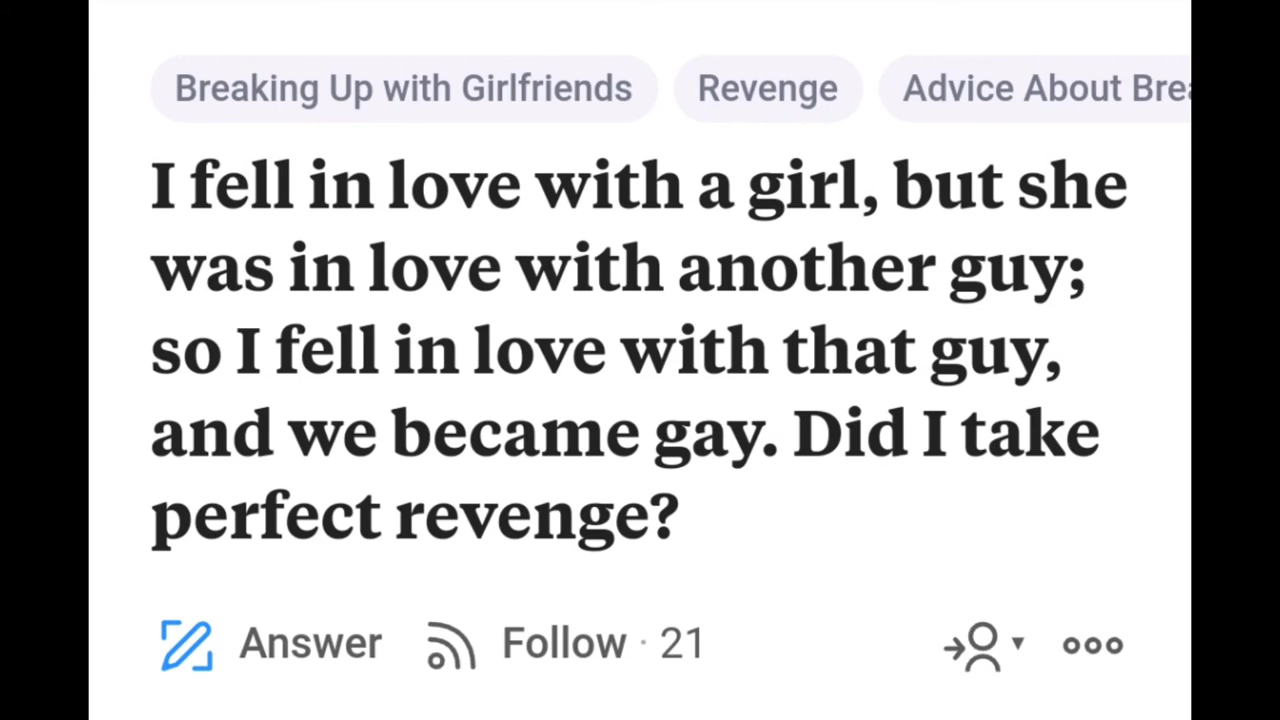 Breaking Up with Girlfriends Revenge Advice About Brea
I fell in love with a girl, but she
was in love with another guy;
so I fell in love with that guy,
and we became gay. Did I take
perfect revenge?
Answer Follow · 21